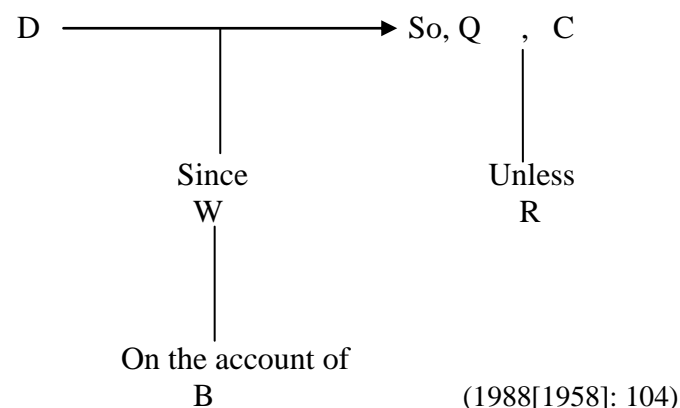 D So, Q , C
Since Unless
W R
On the account of
B (1988[1958]: 104)